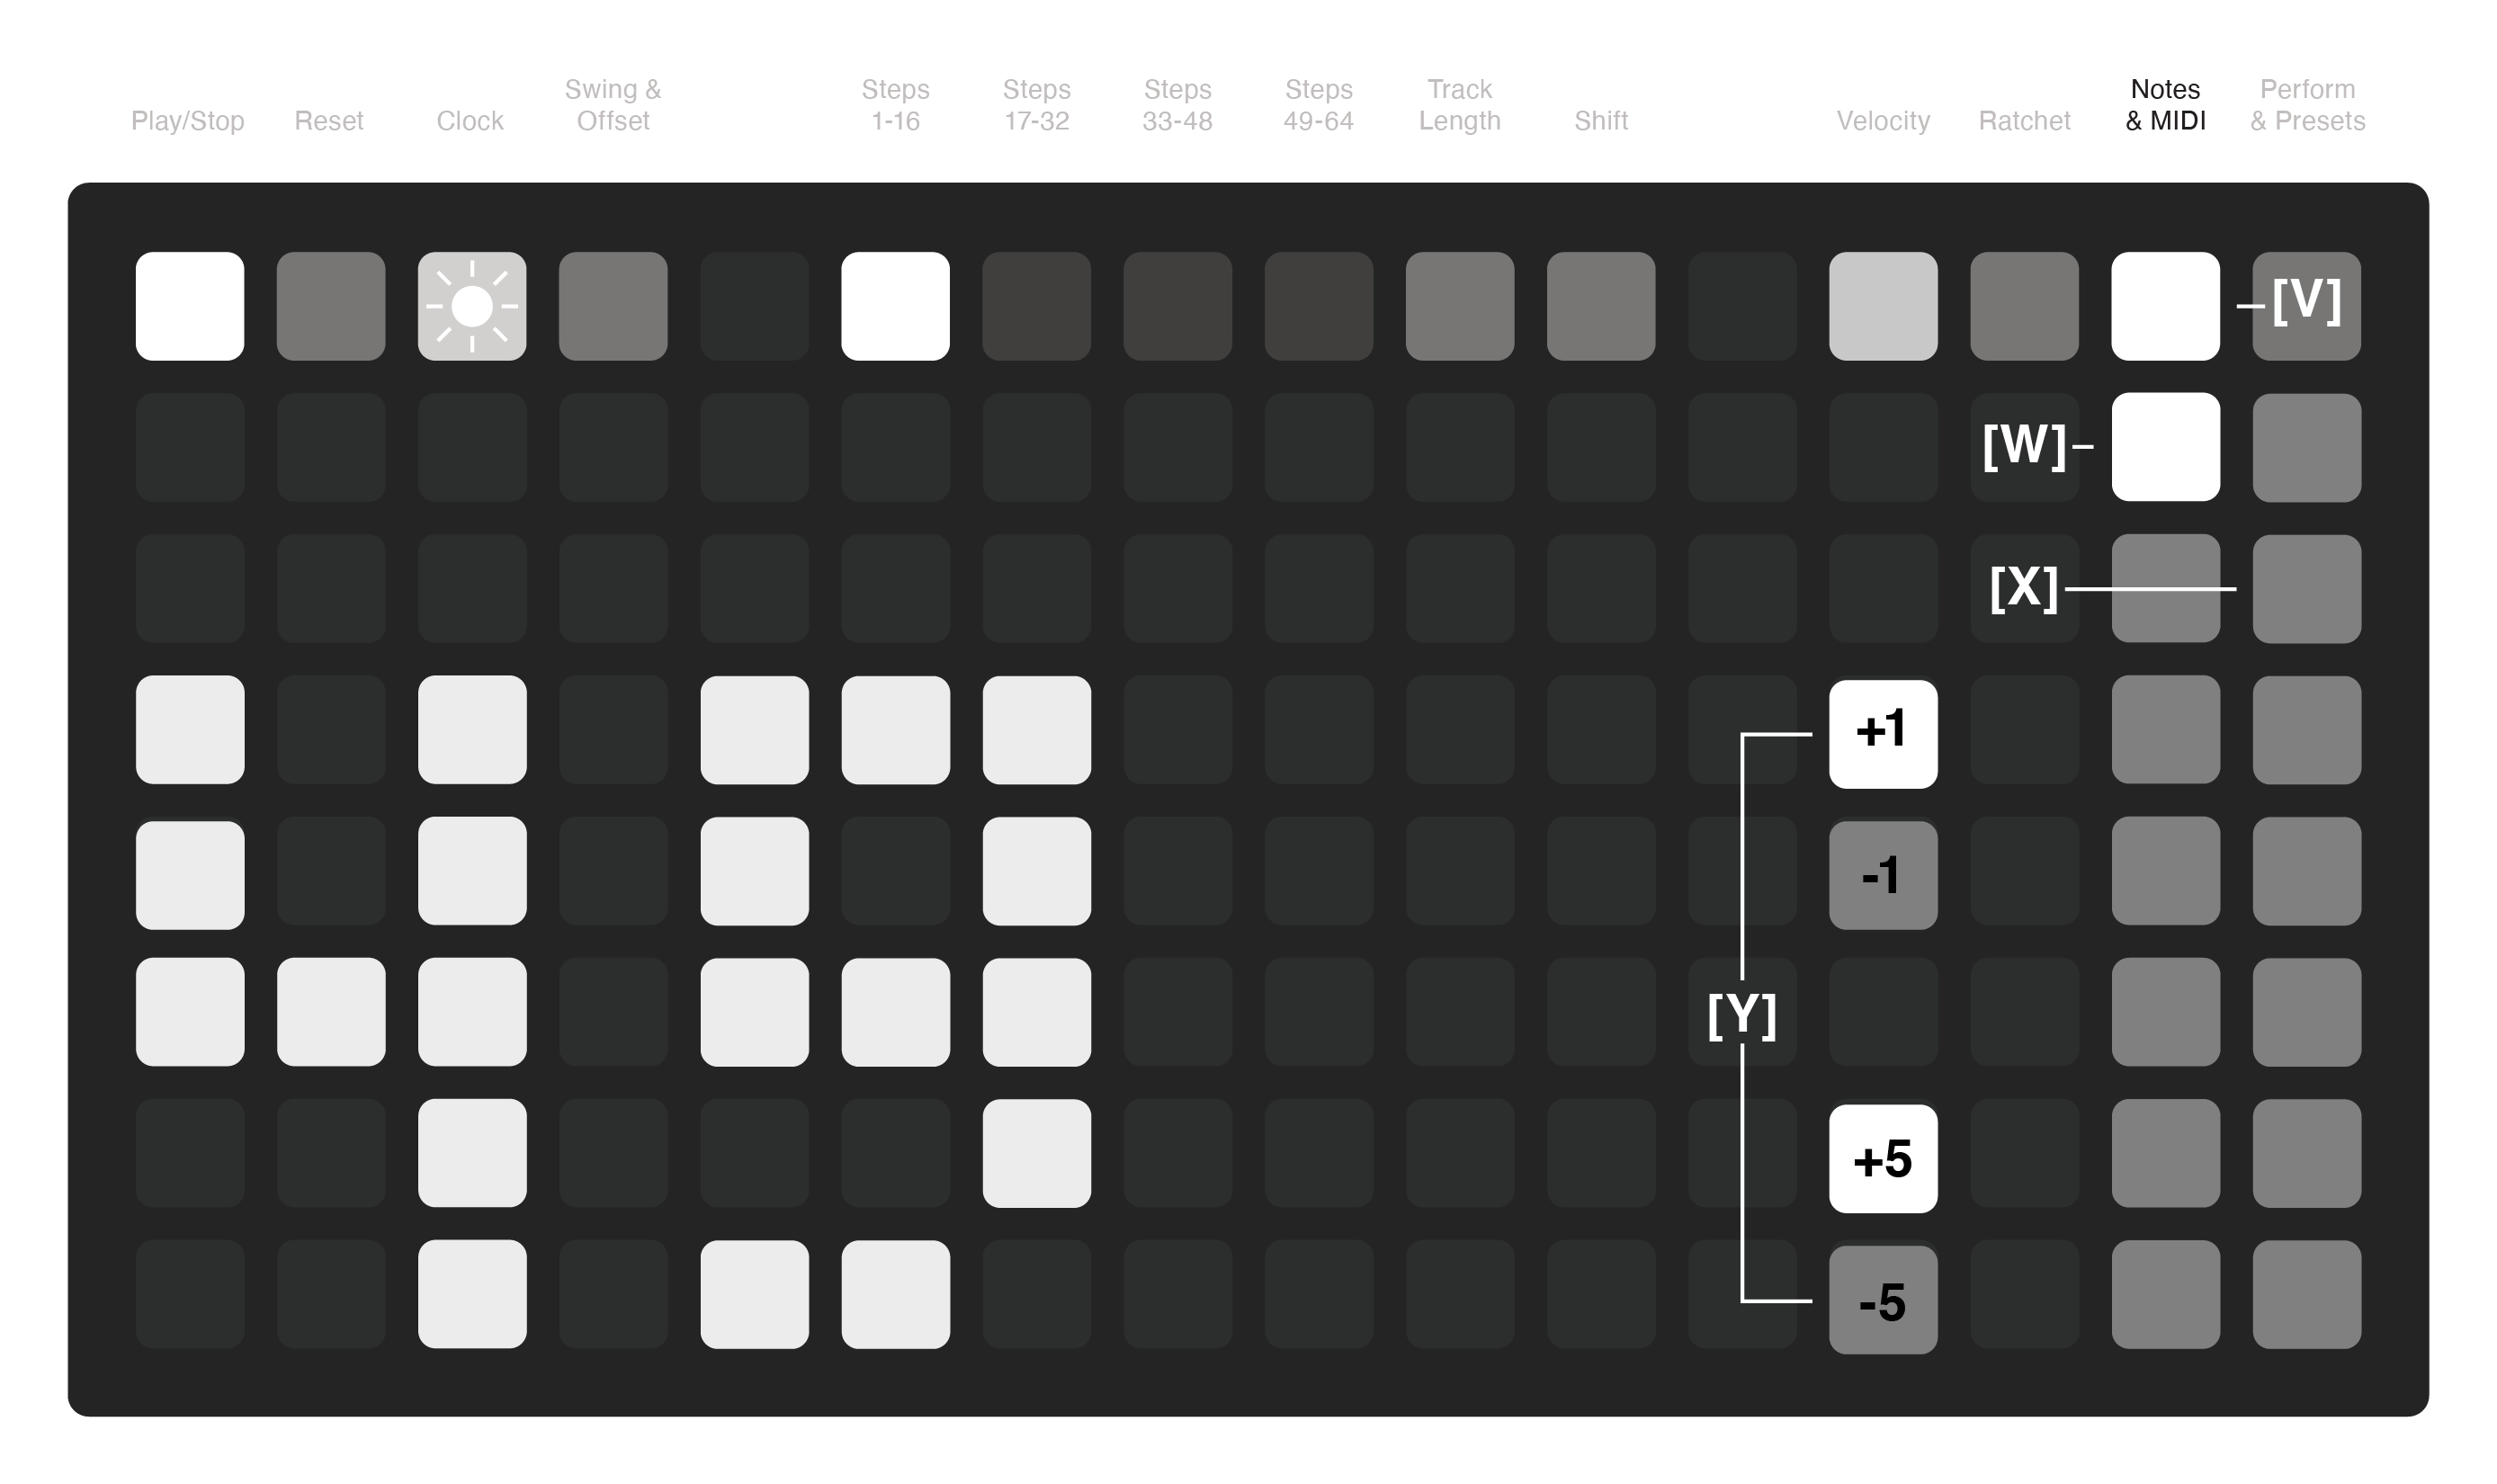 Play/Stop
Reset
Clock
Swing &
Offset
Steps
1-16
Steps
17-32
Steps
33-48
Steps
49-64
Track
Length
Shift
Velocity
Ratchet
Notes
& MIDI
Perform
& Presets
[V]
[W]
[X]
+1
-1
[Y]
+5
-5